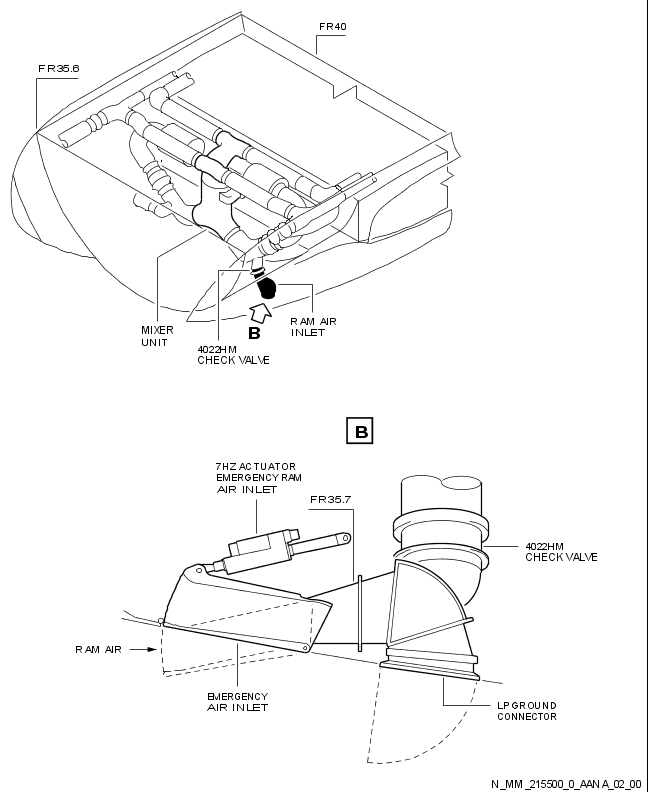 FR40
FR35.6
MIXER
UNIT
4022HM
CHECK VALVE
B
RAM AIR
INLET
B
7HZ ACTUATOR
EMERGENCY RAM
AIR INLET
FR35.7
4022HM
CHECK VALVE
RAM AIR
EMERGENCY
AIR INLET
LP GROUND
CONNECTOR
N_MM_215500_0_AANA_02_00